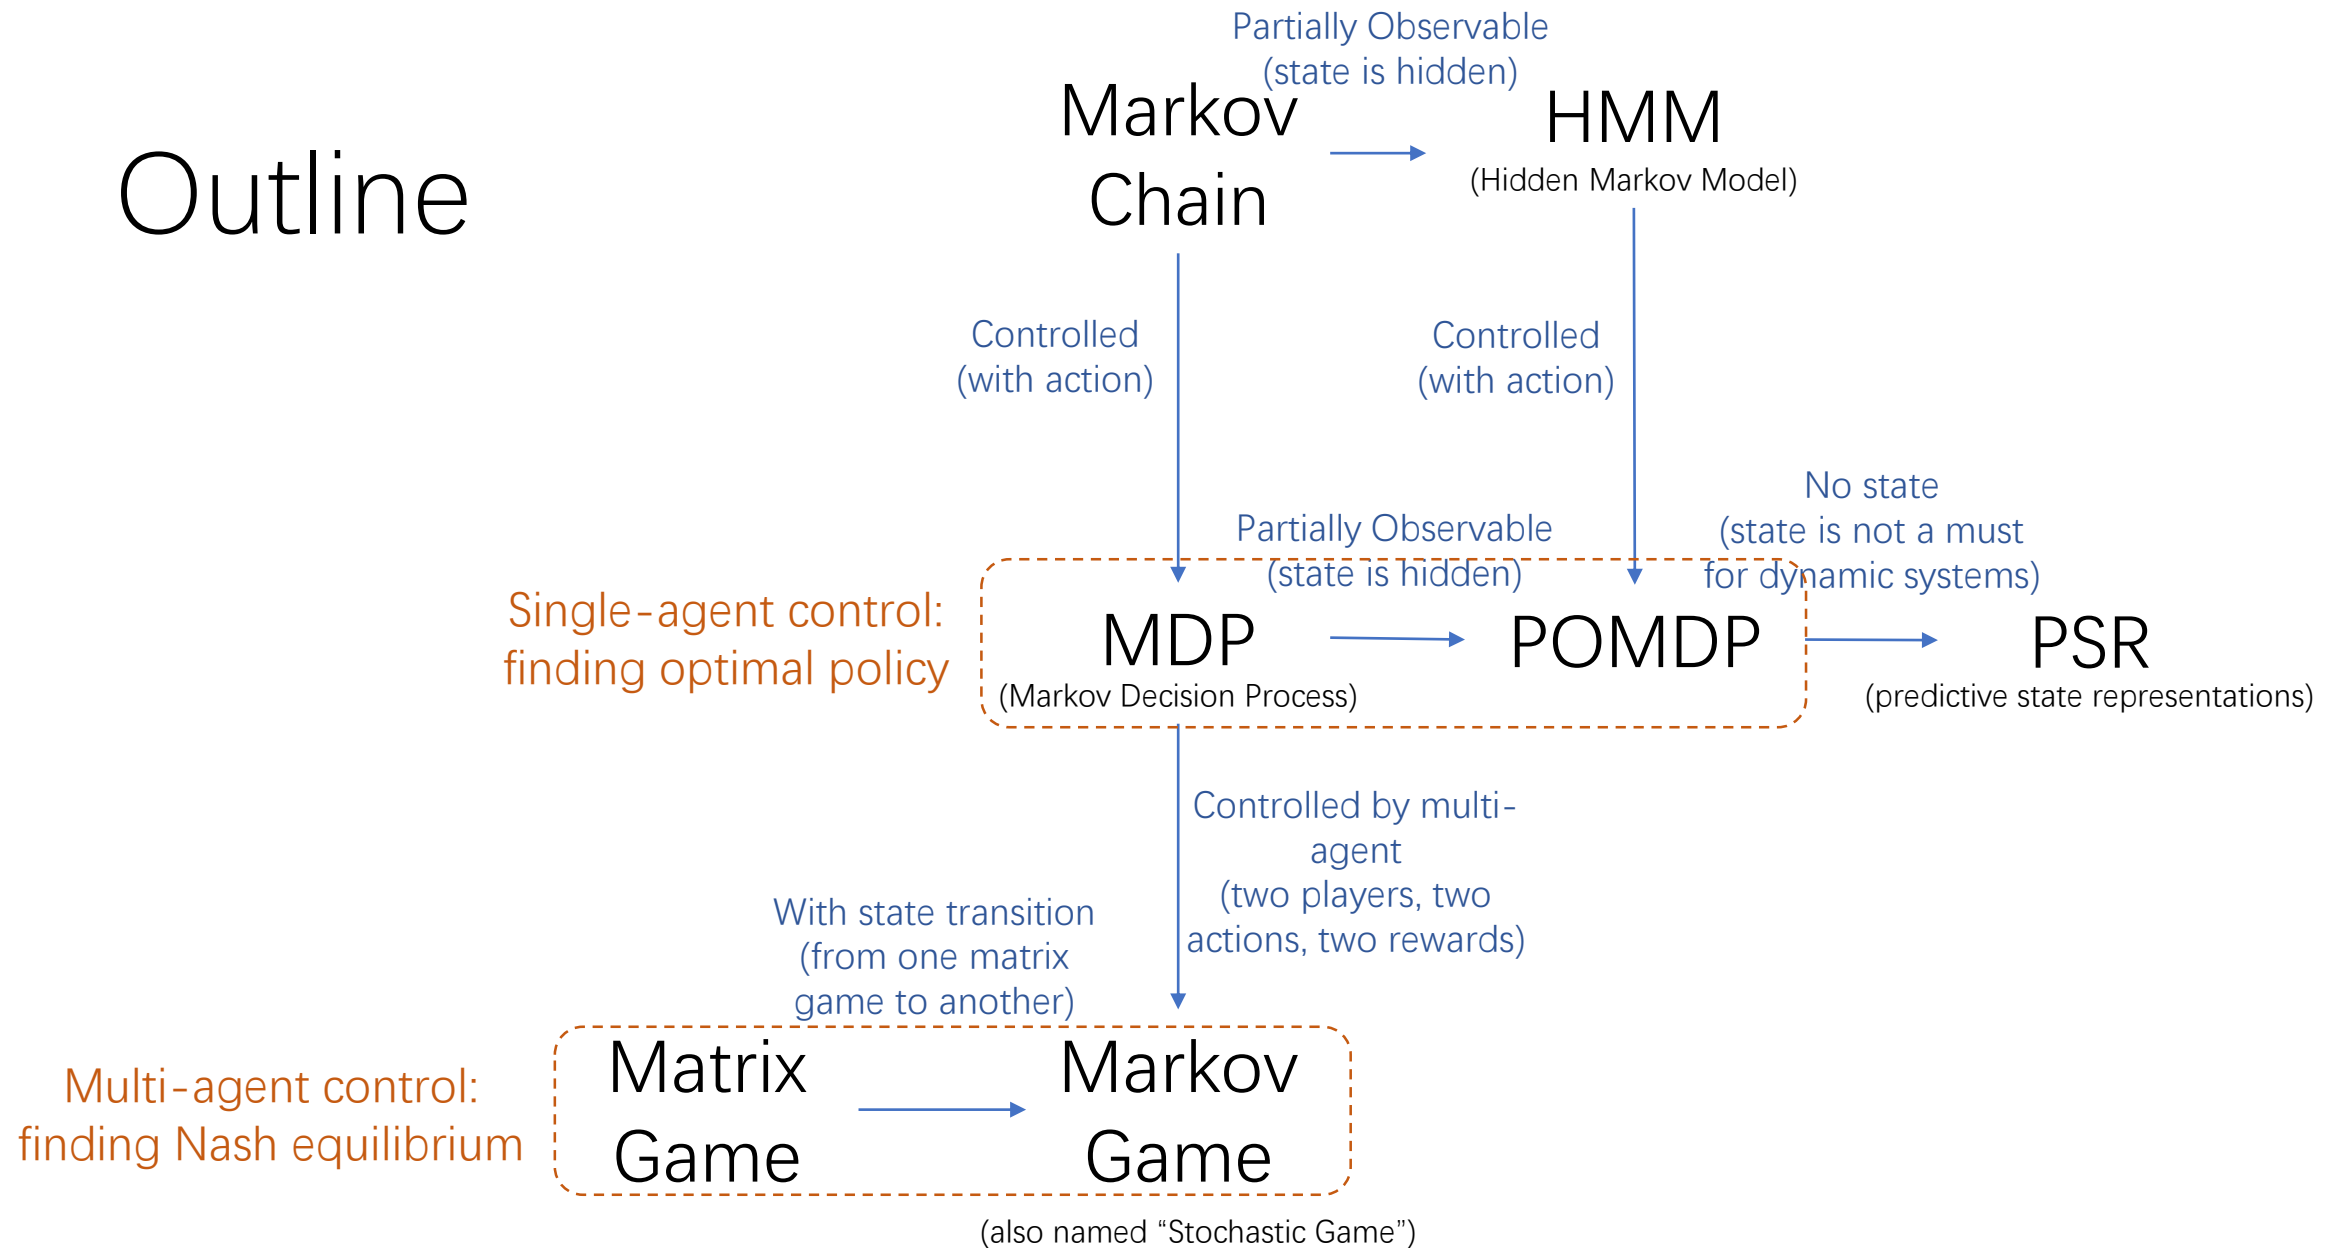 Outline
Partially Observable
(state is hidden)
Markov
Chain
HMM
(Hidden Markov Model)
Controlled
(with action)
Controlled
(with action)
No state
(state is not a must
for dynamic systems)
Partially Observable
(state is hidden)
Single-agent control:
finding optimal policy
MDP
(Markov Decision Process)
POMDP
PSR
(predictive state representations)
Controlled by multi-
agent
(two players, two
actions, two rewards)
With state transition
(from one matrix
game to another)
Multi-agent control:
finding Nash equilibrium
Matrix
Game
Markov
Game
(also named “Stochastic Game”)